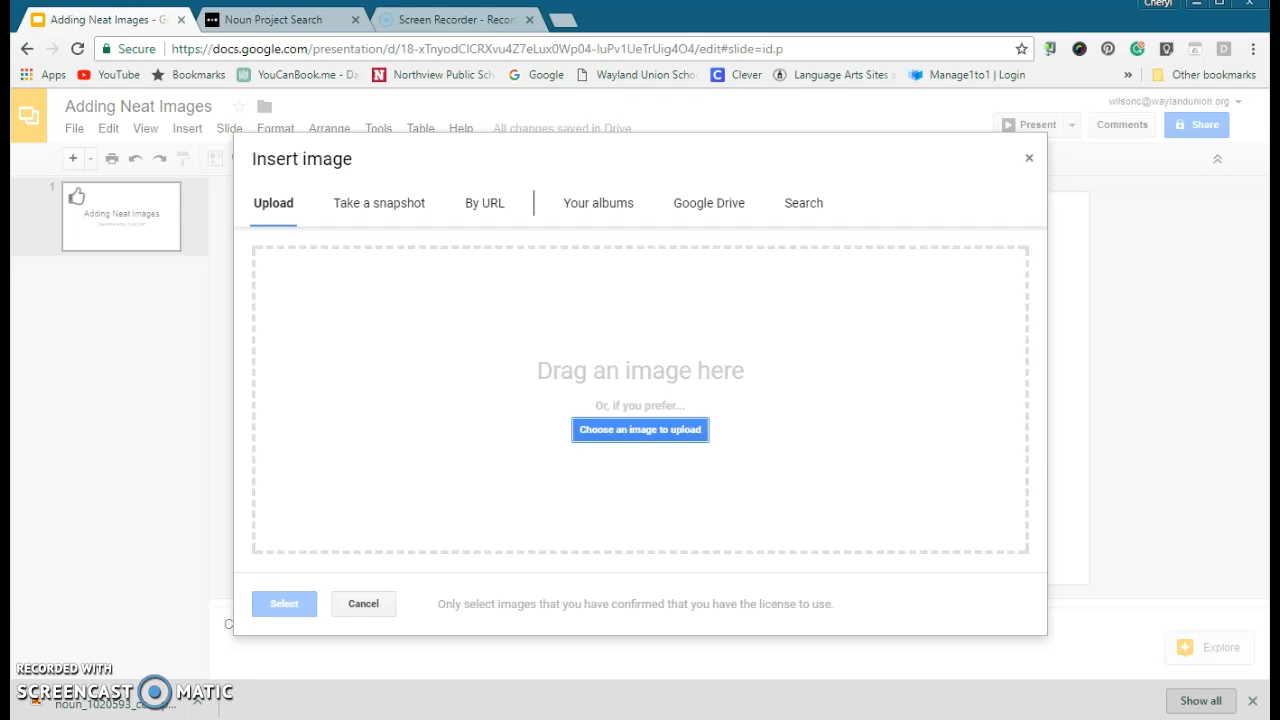 Cheryl
Adding Neat Images - Go
Noun Project Search
Screen Recorder - Record
Secure
https://docs.google.com/presentation/d/18-xTnyodCICRXvu4Z7eLux0Wp04-luPv1UeTrUig4O4/edit#slide=id.p
Apps YouTube Bookmarks YouCanBook.me - Da Northview Public Sch Google Wayland Union Scho Clever Language Arts Sites Manage1to1 | Login » Other bookmarks
Adding Neat Images
wilsonc@waylandunion.org
File Edit View Insert Slide Format Arrange Tools Table Help All changes saved in Drive
Present Comments Share
Insert image
Upload Take a snapshot By URL Your albums Google Drive Search
1
Adding Neat Images
Drag an image here
Or, if you prefer...
Choose an image to upload
Select Cancel Only select images that you have confirmed that you have the license to use.
C
Explore
RECORDED WITH
SCREENCAST MATIC
Show all